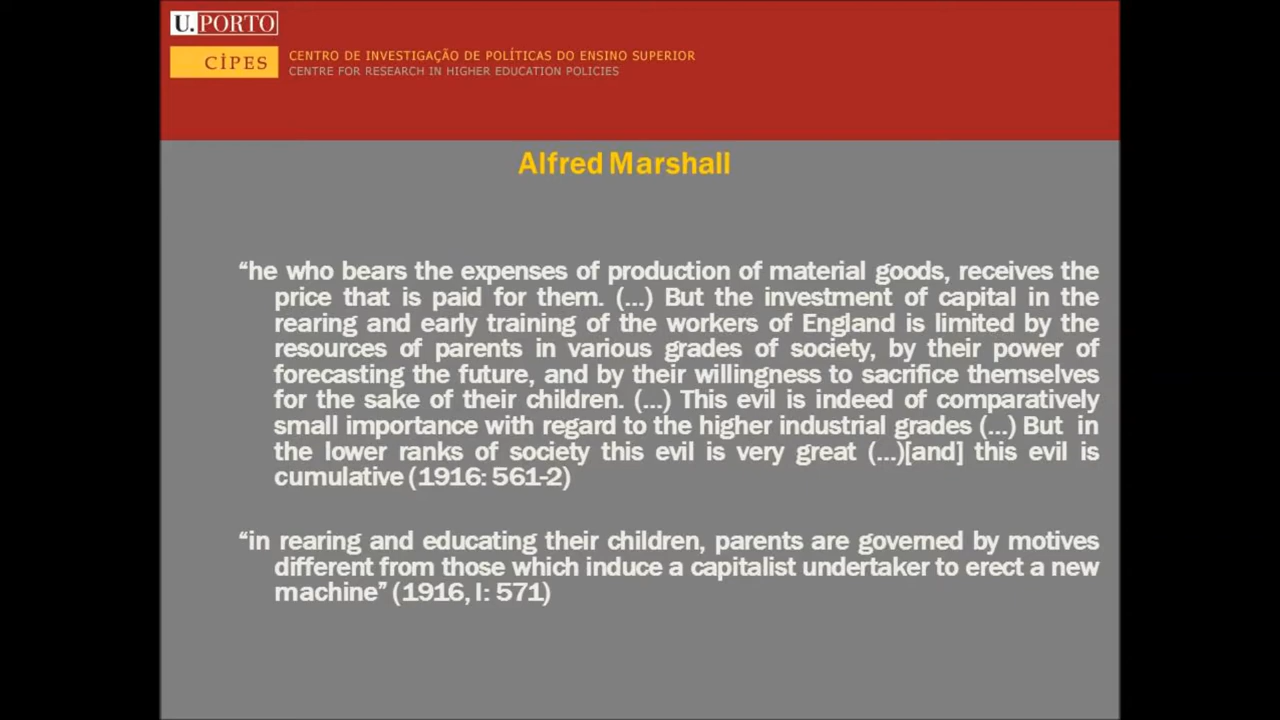 U.PORTO
CİPES
CENTRO DE INVESTIGAÇÃO DE POLÍTICAS DO ENSINO SUPERIOR
CENTRE FOR RESEARCH IN HIGHER EDUCATION POLICIES
Alfred Marshall
“he who bears the expenses of production of material goods, receives the
price that is paid for them. (...) But the investment of capital in the
rearing and early training of the workers of England is limited by the
resources of parents in various grades of society, by their power of
forecasting the future, and by their willingness to sacrifice themselves
for the sake of their children. (...) This evil is indeed of comparatively
small importance with regard to the higher industrial grades (...) But in
the lower ranks of society this evil is very great (...)[and] this evil is
cumulative (1916: 561-2)
“in rearing and educating their children, parents are governed by motives
different from those which induce a capitalist undertaker to erect a new
machine” (1916, I: 571)